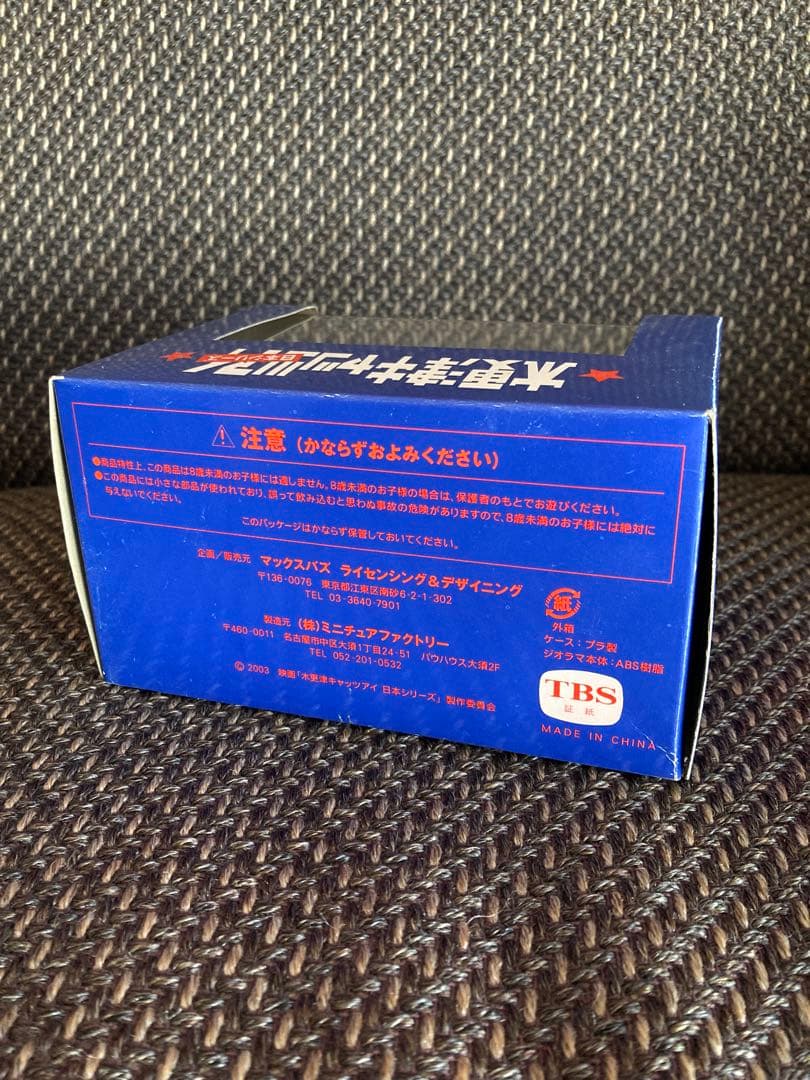 木更津キャッツアイ
日本シリーズ
注意(かならずおよみください)
●商品特性上、この商品は8歳未満のお子様には適しません。8歳未満のお子様の場合は、保護者のもとでお遊びください。
●この商品には小さな部品が使われており、誤って飲み込むと思わぬ事故の危険がありますので、8歳未満のお子様には絶対に
与えないでください。
このパッケージはかならず保管しておいてください。
企画/販売元 マックスバズ ライセンシング&デザイニング
〒136-0076 東京都江東区南砂6-2-1-302
TEL 03-3640-7901
製造元 (株)ミニチュアファクトリー
〒460-0011 名古屋市中区大須1丁目24-51 バウハウス大須2F
TEL 052-201-0532
© 2003 映画「木更津キャッツアイ 日本シリーズ」製作委員会
紙
外箱
ケース:プラ製
ジオラマ本体:ABS樹脂
TBS
証紙
MADE IN CHINA